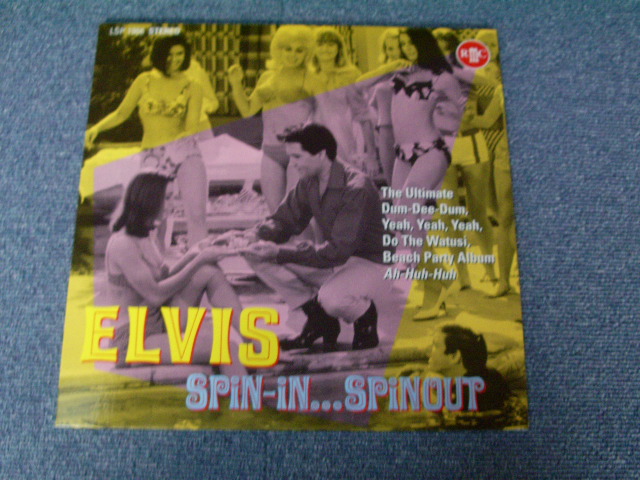 STEREO
The Ultimate
Dum-Dee-Dum,
Yeah, Yeah, Yeah,
Do The Watusi,
Beach Party Album
Ah-Huh-Huh
ELVIS
SPiN-iN...SPiNOUT